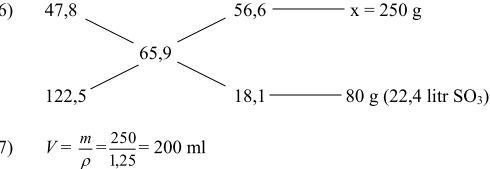 6) 47,8 56,6 x = 250 g
65,9
122,5 18,1 80 g (22,4 litr SO₃)
7) V = m/ρ = 250/1,25 = 200 ml